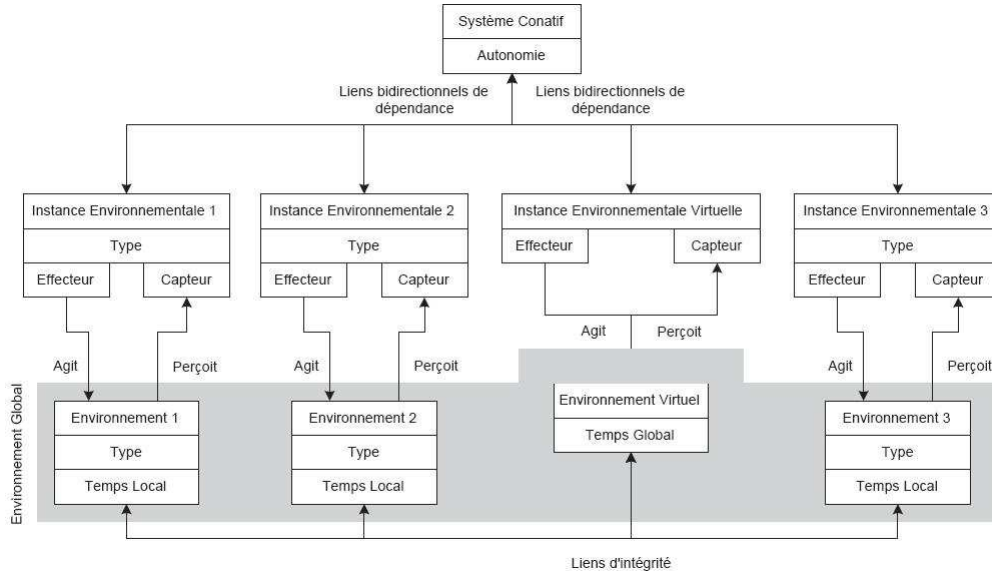 Système Conatif
Autonomie
Liens bidirectionnels de
dépendance
Liens bidirectionnels de
dépendance
Instance Environnementale 1
Type
Effecteur
Capteur
Instance Environnementale 2
Type
Effecteur
Capteur
Instance Environnementale Virtuelle
Effecteur
Capteur
Instance Environnementale 3
Type
Effecteur
Capteur
Agit
Perçoit
Agit
Perçoit
Agit
Perçoit
Agit
Perçoit
Environnement Global
Environnement 1
Type
Temps Local
Environnement 2
Type
Temps Local
Environnement Virtuel
Temps Global
Environnement 3
Type
Temps Local
Liens d'intégrité